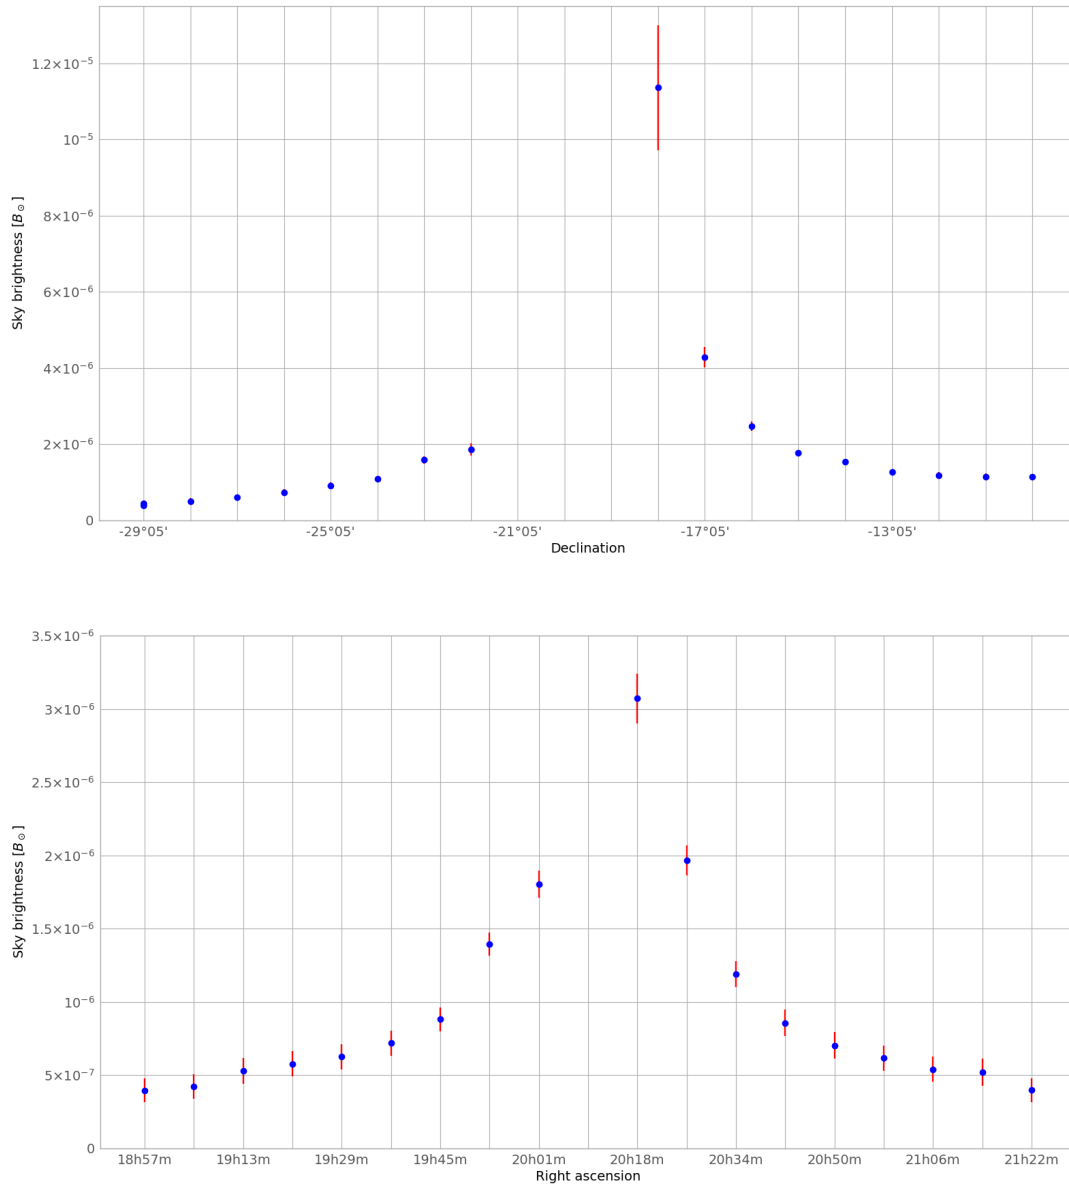 1.2×10⁻⁵
10⁻⁵
8×10⁻⁶
6×10⁻⁶
4×10⁻⁶
2×10⁻⁶
0
Sky brightness [B☉]
-29°05' -25°05' -21°05' -17°05' -13°05'
Declination
3.5×10⁻⁶
3×10⁻⁶
2.5×10⁻⁶
2×10⁻⁶
1.5×10⁻⁶
10⁻⁶
5×10⁻⁷
0
Sky brightness [B☉]
18h57m 19h13m 19h29m 19h45m 20h01m 20h18m 20h34m 20h50m 21h06m 21h22m
Right ascension